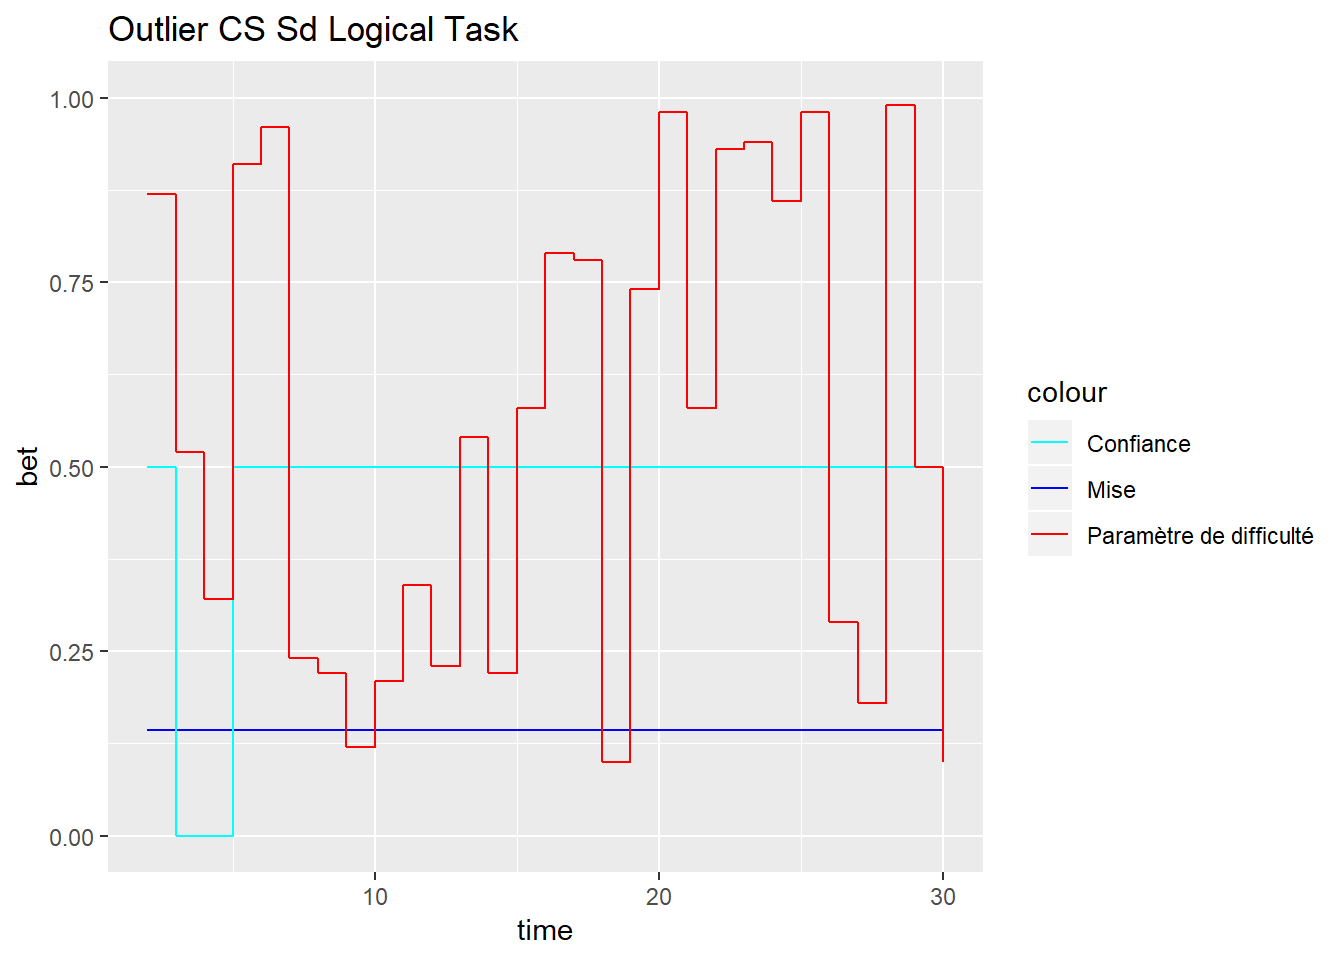 Outlier CS Sd Logical Task
1.00
0.75
0.50
0.25
0.00
bet
10 20 30
time
colour
Confiance
Mise
Paramètre de difficulté